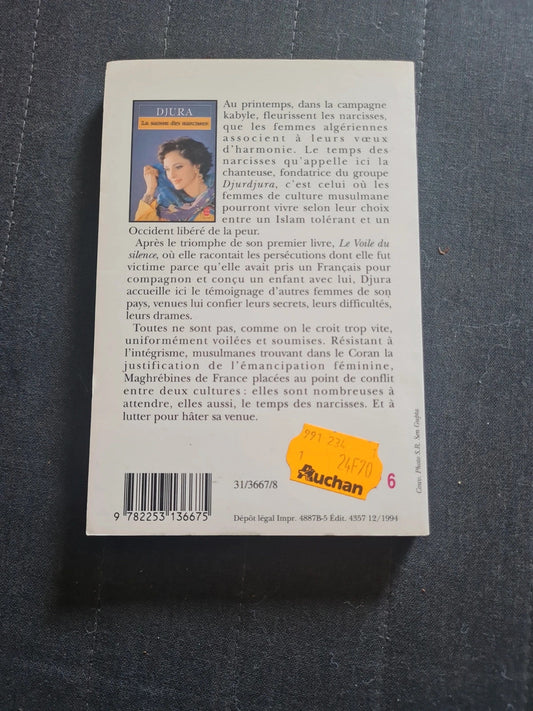 DJURA
La saison des narcisses
Au printemps, dans la campagne
kabyle, fleurissent les narcisses,
que les femmes algériennes
associent à leurs vœux
d'harmonie. Le temps des
narcisses qu'appelle ici la
chanteuse, fondatrice du groupe
Djurdjura, c'est celui où les
femmes de culture musulmane
pourront vivre selon leur choix
entre un Islam tolérant et un
Occident libéré de la peur.
Après le triomphe de son premier livre, Le Voile du
silence, où elle racontait les persécutions dont elle fut
victime parce qu'elle avait pris un Français pour
compagnon et conçu un enfant avec lui, Djura
accueille ici le témoignage d'autres femmes de son
pays, venues lui confier leurs secrets, leurs difficultés,
leurs drames.
Toutes ne sont pas, comme on le croit trop vite,
uniformément voilées et soumises. Résistant à
l'intégrisme, musulmanes trouvant dans le Coran la
justification de l'émancipation féminine,
Maghrébines de France placées au point de conflit
entre deux cultures : elles sont nombreuses à
attendre, elles aussi, le temps des narcisses. Et à
lutter pour hâter sa venue.
991 234 1
1 24F70
Auchan
6
31/3667/8
9 782253 136675
Dépôt légal Impr. 4887B-5 Édit. 4357 12/1994
Couv. Photo S.R. Sen Gupta